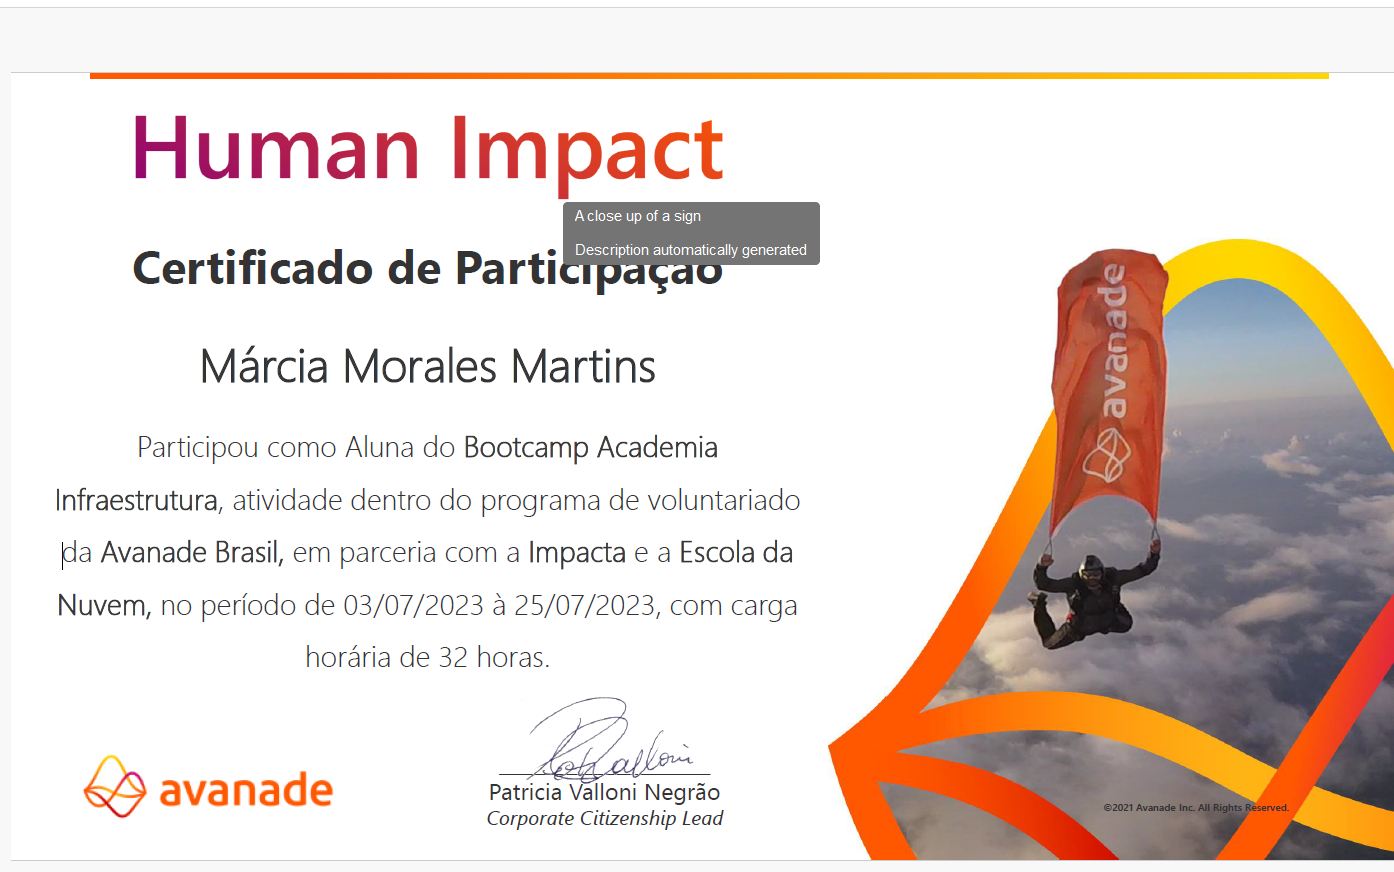 Human Impact
A close up of a sign
Description automatically generated
Certificado de Participação
Márcia Morales Martins
Participou como Aluna do Bootcamp Academia
Infraestrutura, atividade dentro do programa de voluntariado
da Avanade Brasil, em parceria com a Impacta e a Escola da
Nuvem, no período de 03/07/2023 à 25/07/2023, com carga
horária de 32 horas.
avanade
Patricia Valloni Negrão
Corporate Citizenship Lead
avanade
©2021 Avanade Inc. All Rights Reserved.